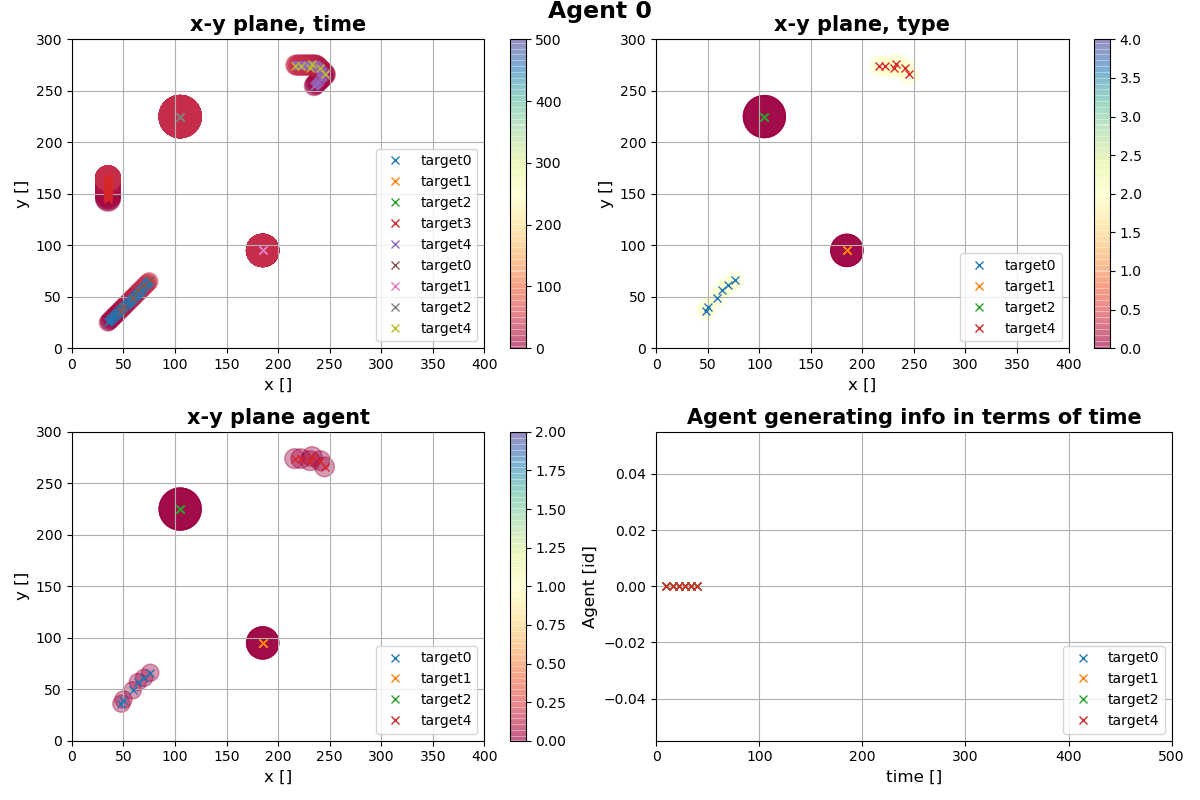 Agent 0
x-y plane, time
300
250
200
150
100
50
0
y []
0 50 100 150 200 250 300 350 400
x []
target0
target1
target2
target3
target4
target0
target1
target2
target4
500
400
300
200
100
0
x-y plane, type
300
250
200
150
100
50
0
y []
0 50 100 150 200 250 300 350 400
x []
target0
target1
target2
target4
4.0
3.5
3.0
2.5
2.0
1.5
1.0
0.5
0.0
x-y plane agent
300
250
200
150
100
50
0
y []
0 50 100 150 200 250 300 350 400
x []
target0
target1
target2
target4
2.00
1.75
1.50
1.25
1.00
0.75
0.50
0.25
0.00
Agent generating info in terms of time
0.04
0.02
0.00
−0.02
−0.04
Agent [id]
0 100 200 300 400 500
time []
target0
target1
target2
target4